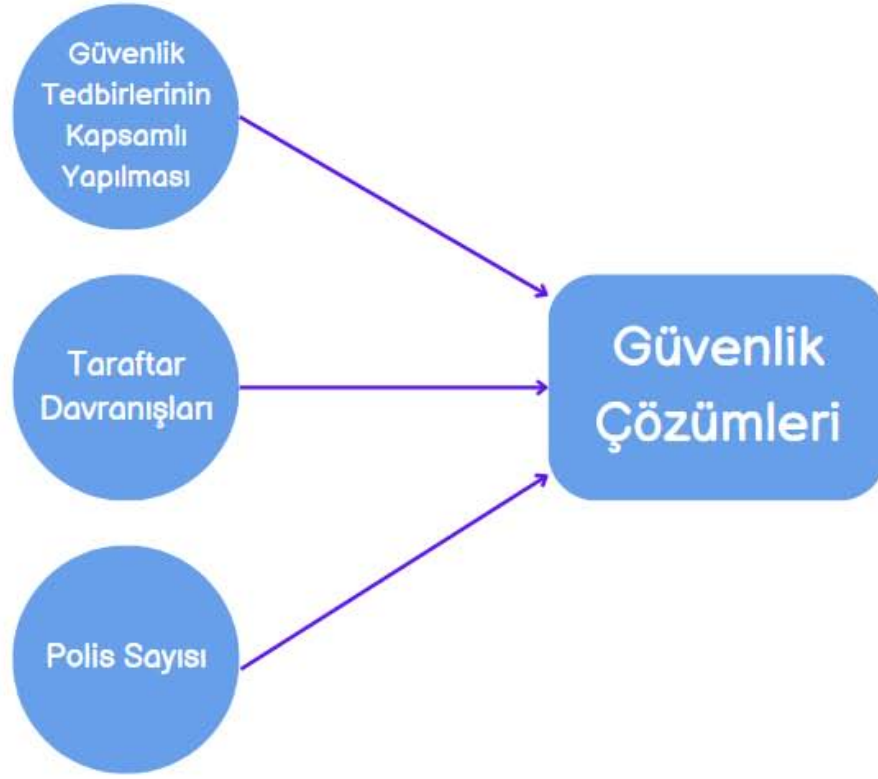 Güvenlik
Tedbirlerinin
Kapsamlı
Yapılması
Taraftar
Davranışları
Polis Sayısı
Güvenlik
Çözümleri